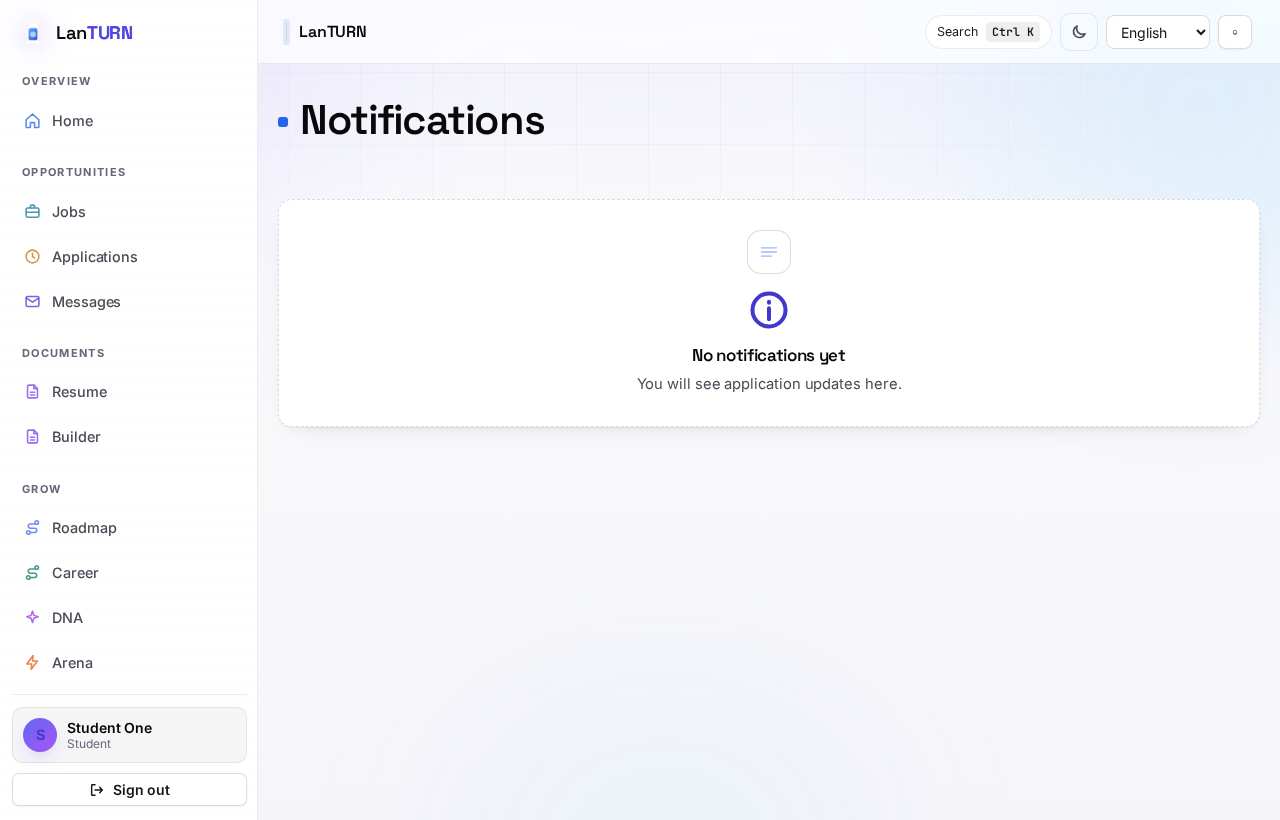 LanTURN
OVERVIEW
Home
OPPORTUNITIES
Jobs
Applications
Messages
DOCUMENTS
Resume
Builder
GROW
Roadmap
Career
DNA
Arena
S
Student One
Student
Sign out
LanTURN
Search Ctrl K
English
Notifications
No notifications yet
You will see application updates here.